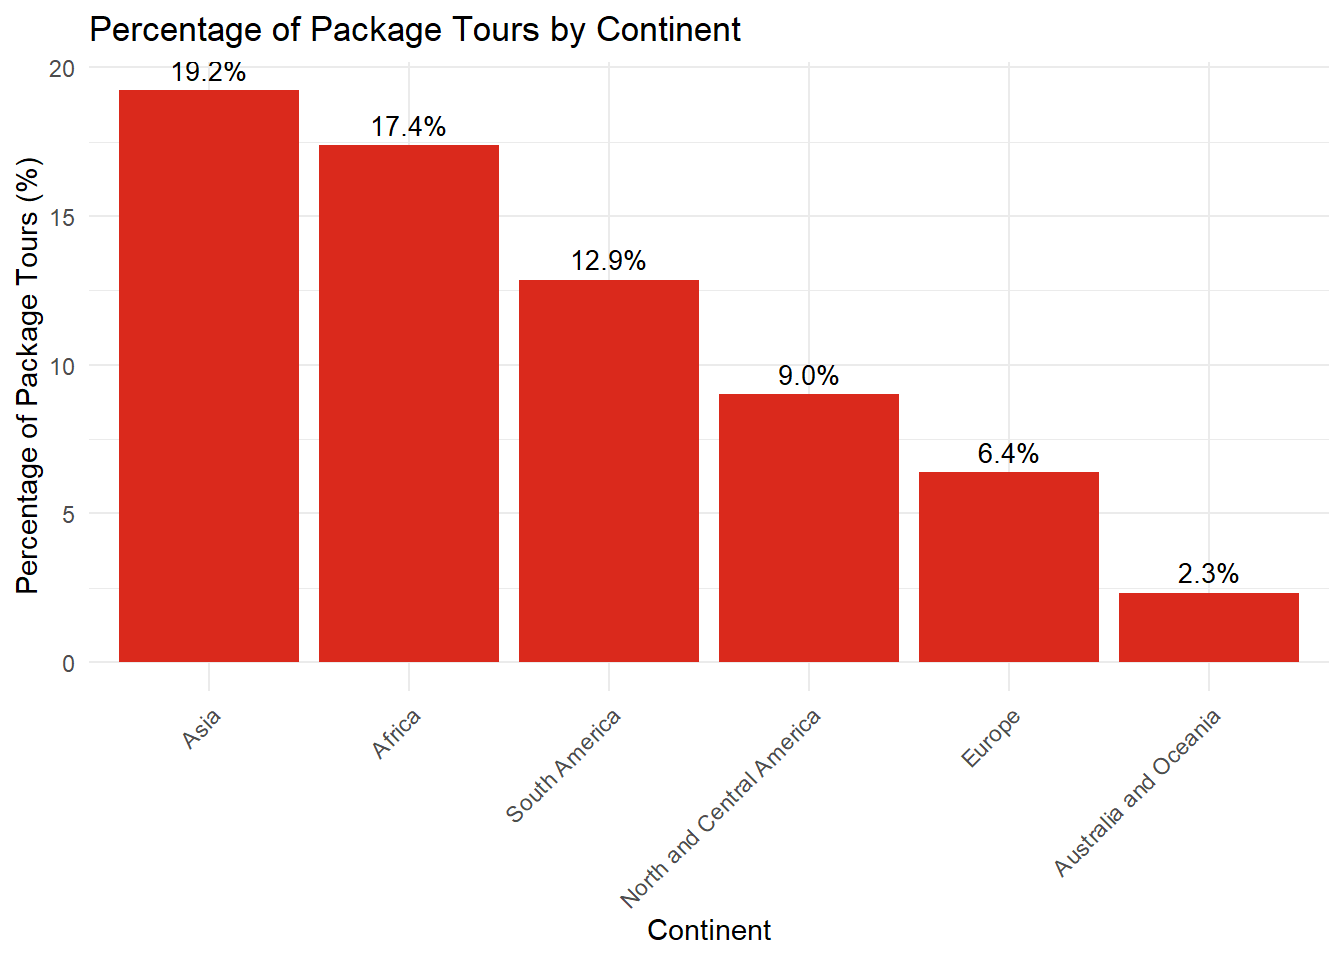 Percentage of Package Tours by Continent
Percentage of Package Tours (%)
20
15
10
5
0
19.2%
17.4%
12.9%
9.0%
6.4%
2.3%
Asia
Africa
South America
North and Central America
Europe
Australia and Oceania
Continent